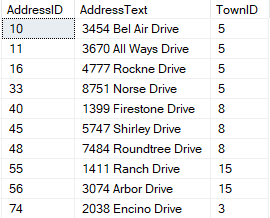 AddressID AddressText TownID
10 3454 Bel Air Drive 5
11 3670 All Ways Drive 5
16 4777 Rockne Drive 5
33 8751 Norse Drive 5
40 1399 Firestone Drive 8
45 5747 Shirley Drive 8
48 7484 Roundtree Drive 8
55 1411 Ranch Drive 15
56 3074 Arbor Drive 15
74 2038 Encino Drive 3